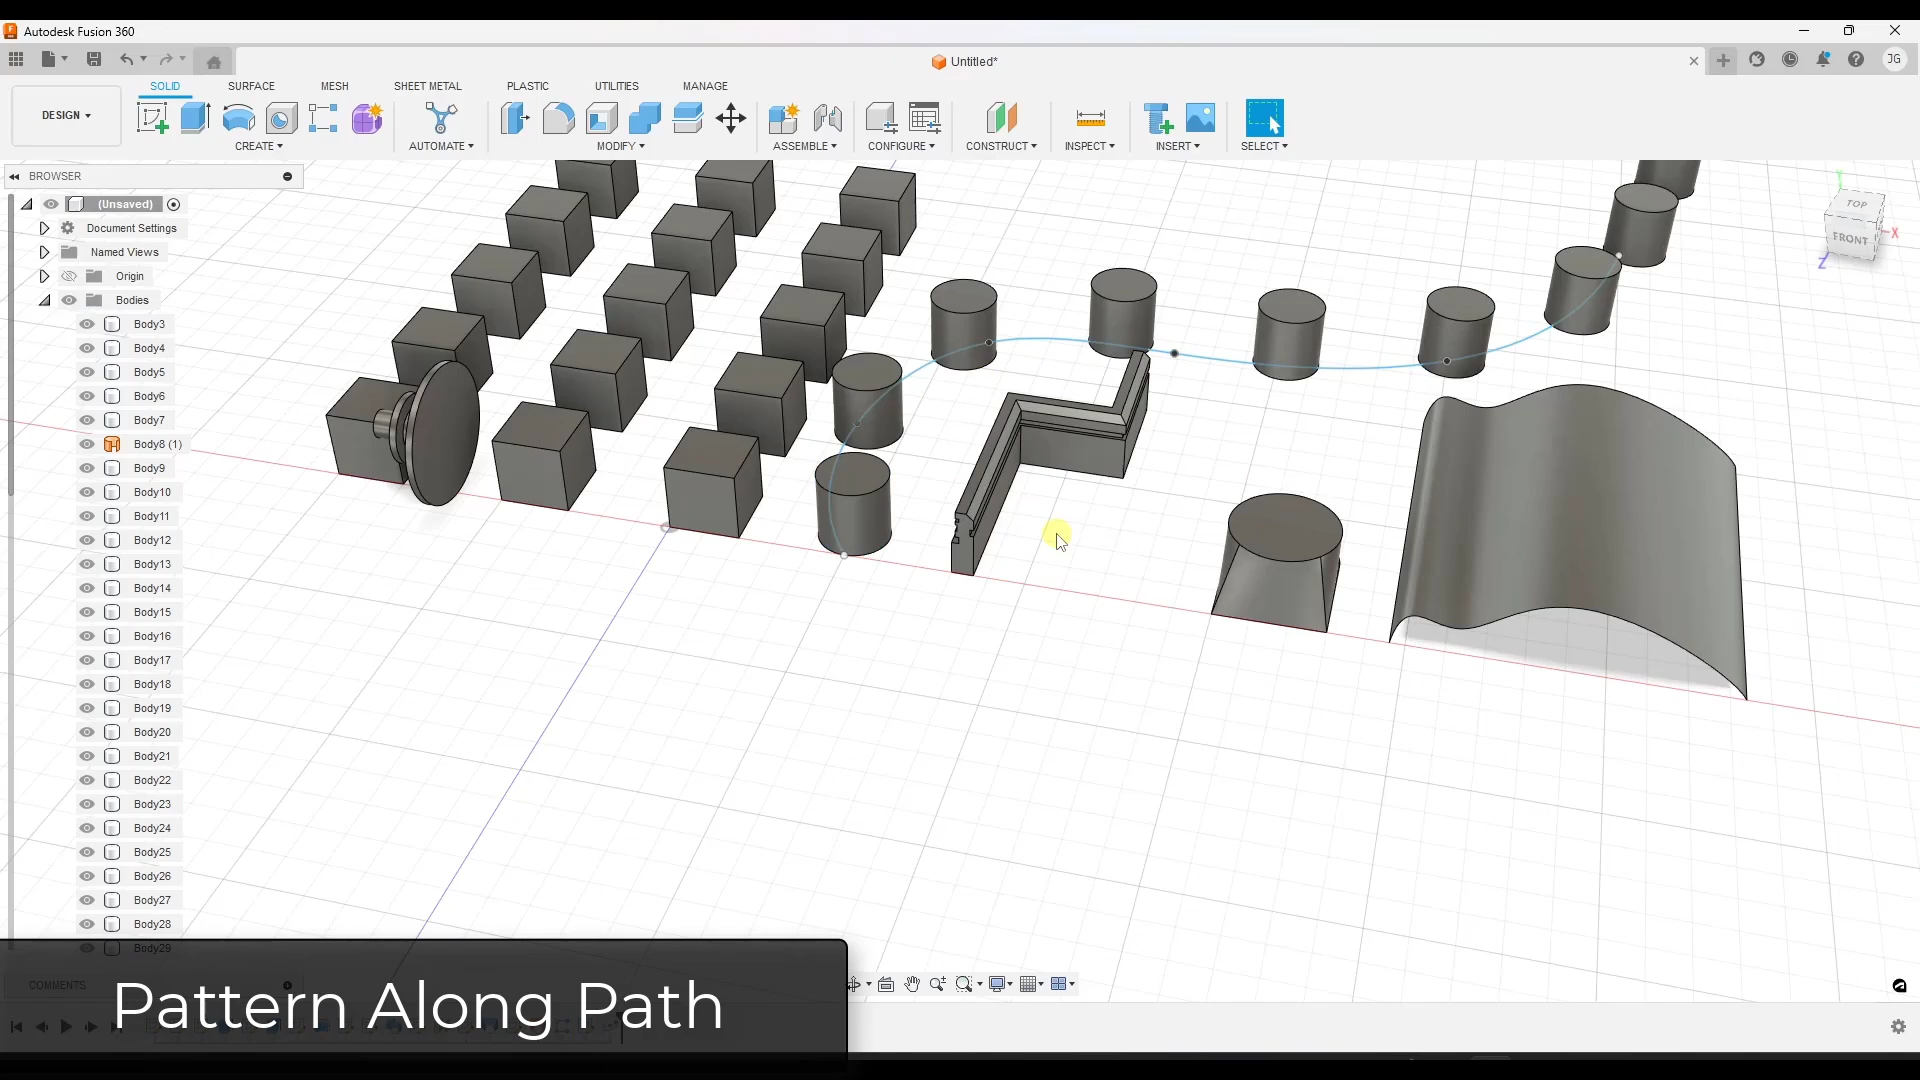 Autodesk Fusion 360
Untitled*
JG
SOLID SURFACE MESH SHEET METAL PLASTIC UTILITIES MANAGE
DESIGN
CREATE AUTOMATE MODIFY ASSEMBLE CONFIGURE CONSTRUCT INSPECT INSERT SELECT
BROWSER
(Unsaved)
Document Settings
Named Views
Origin
Bodies
Body3
Body4
Body5
Body6
Body7
Body8 (1)
Body9
Body10
Body11
Body12
Body13
Body14
Body15
Body16
Body17
Body18
Body19
Body20
Body21
Body22
Body23
Body24
Body25
Body26
Body27
Body28
Body29
COMMENTS
Pattern Along Path
Y
TOP
FRONT
X
Z